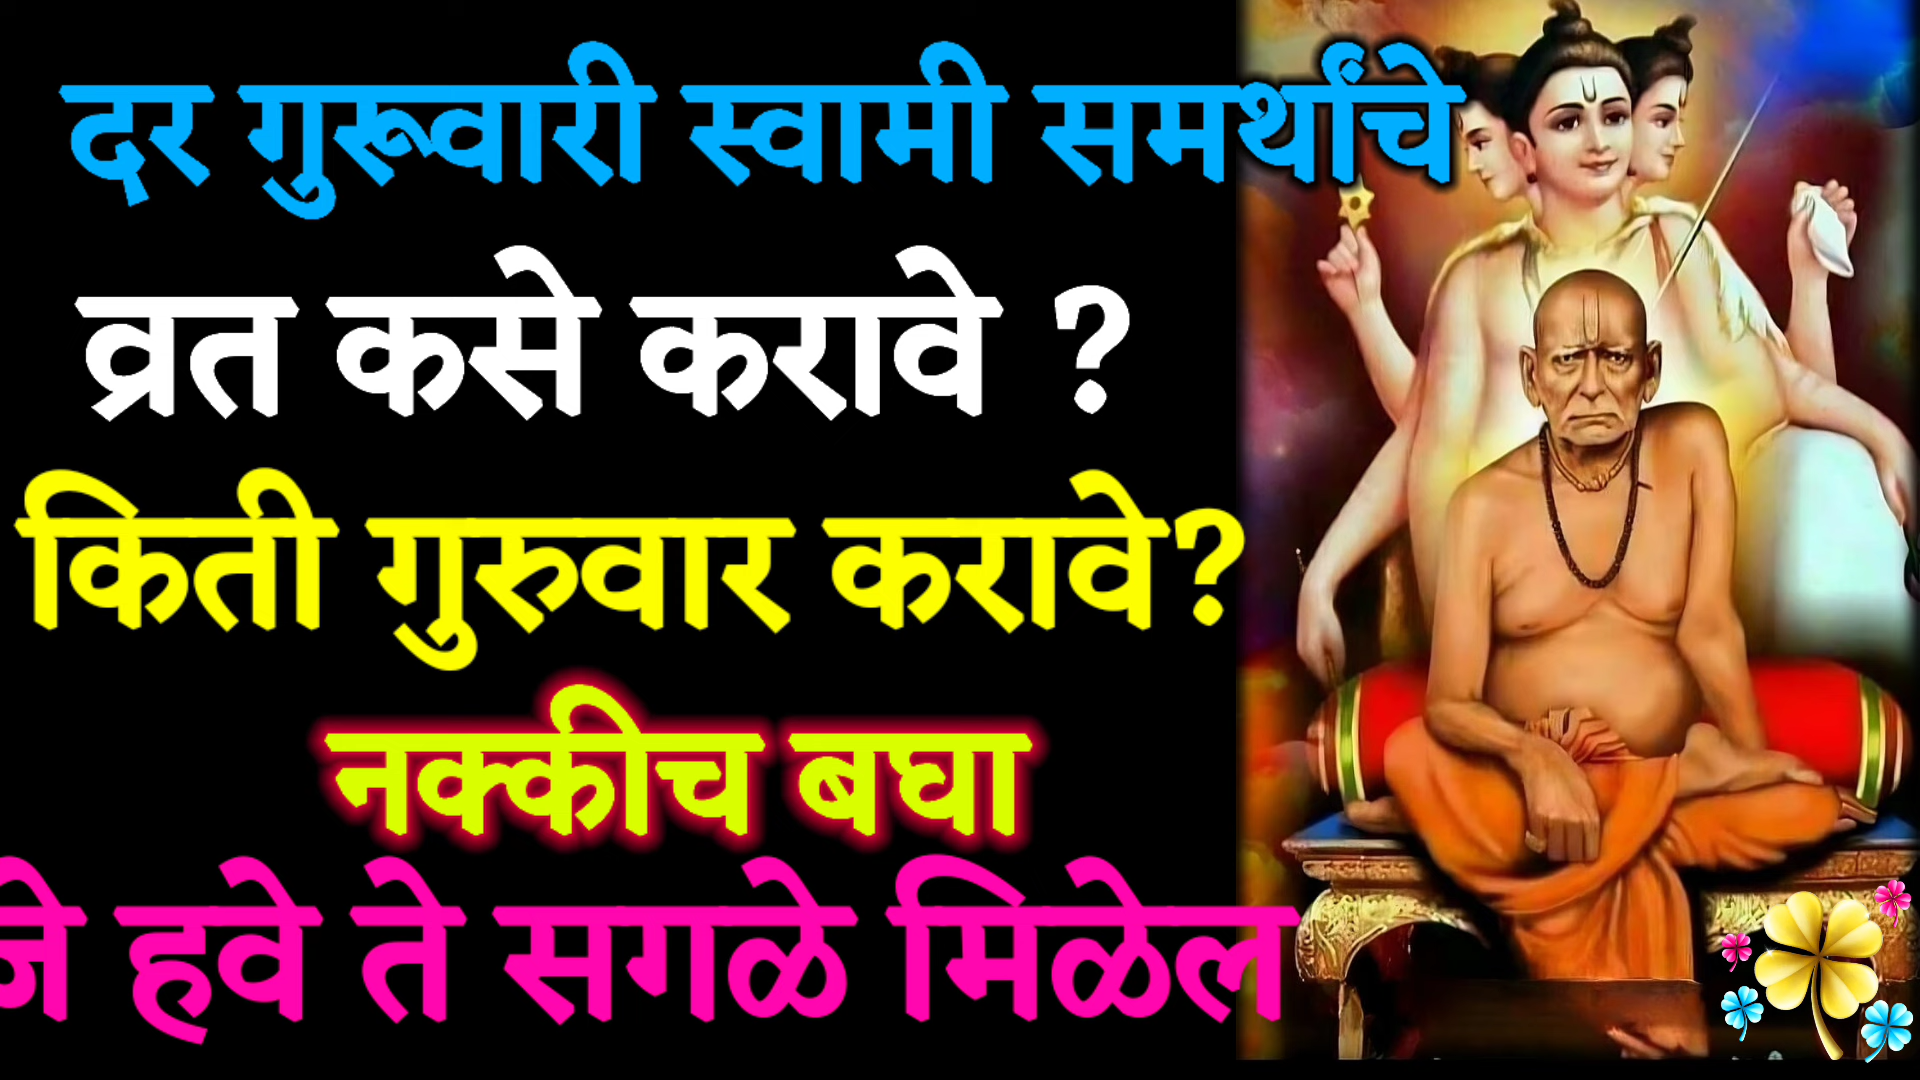 दर गुरूवारी स्वामी समर्थांचे
व्रत कसे करावे ?
किती गुरुवार करावे?
नक्कीच बघा
जे हवे ते सगळे मिळेल